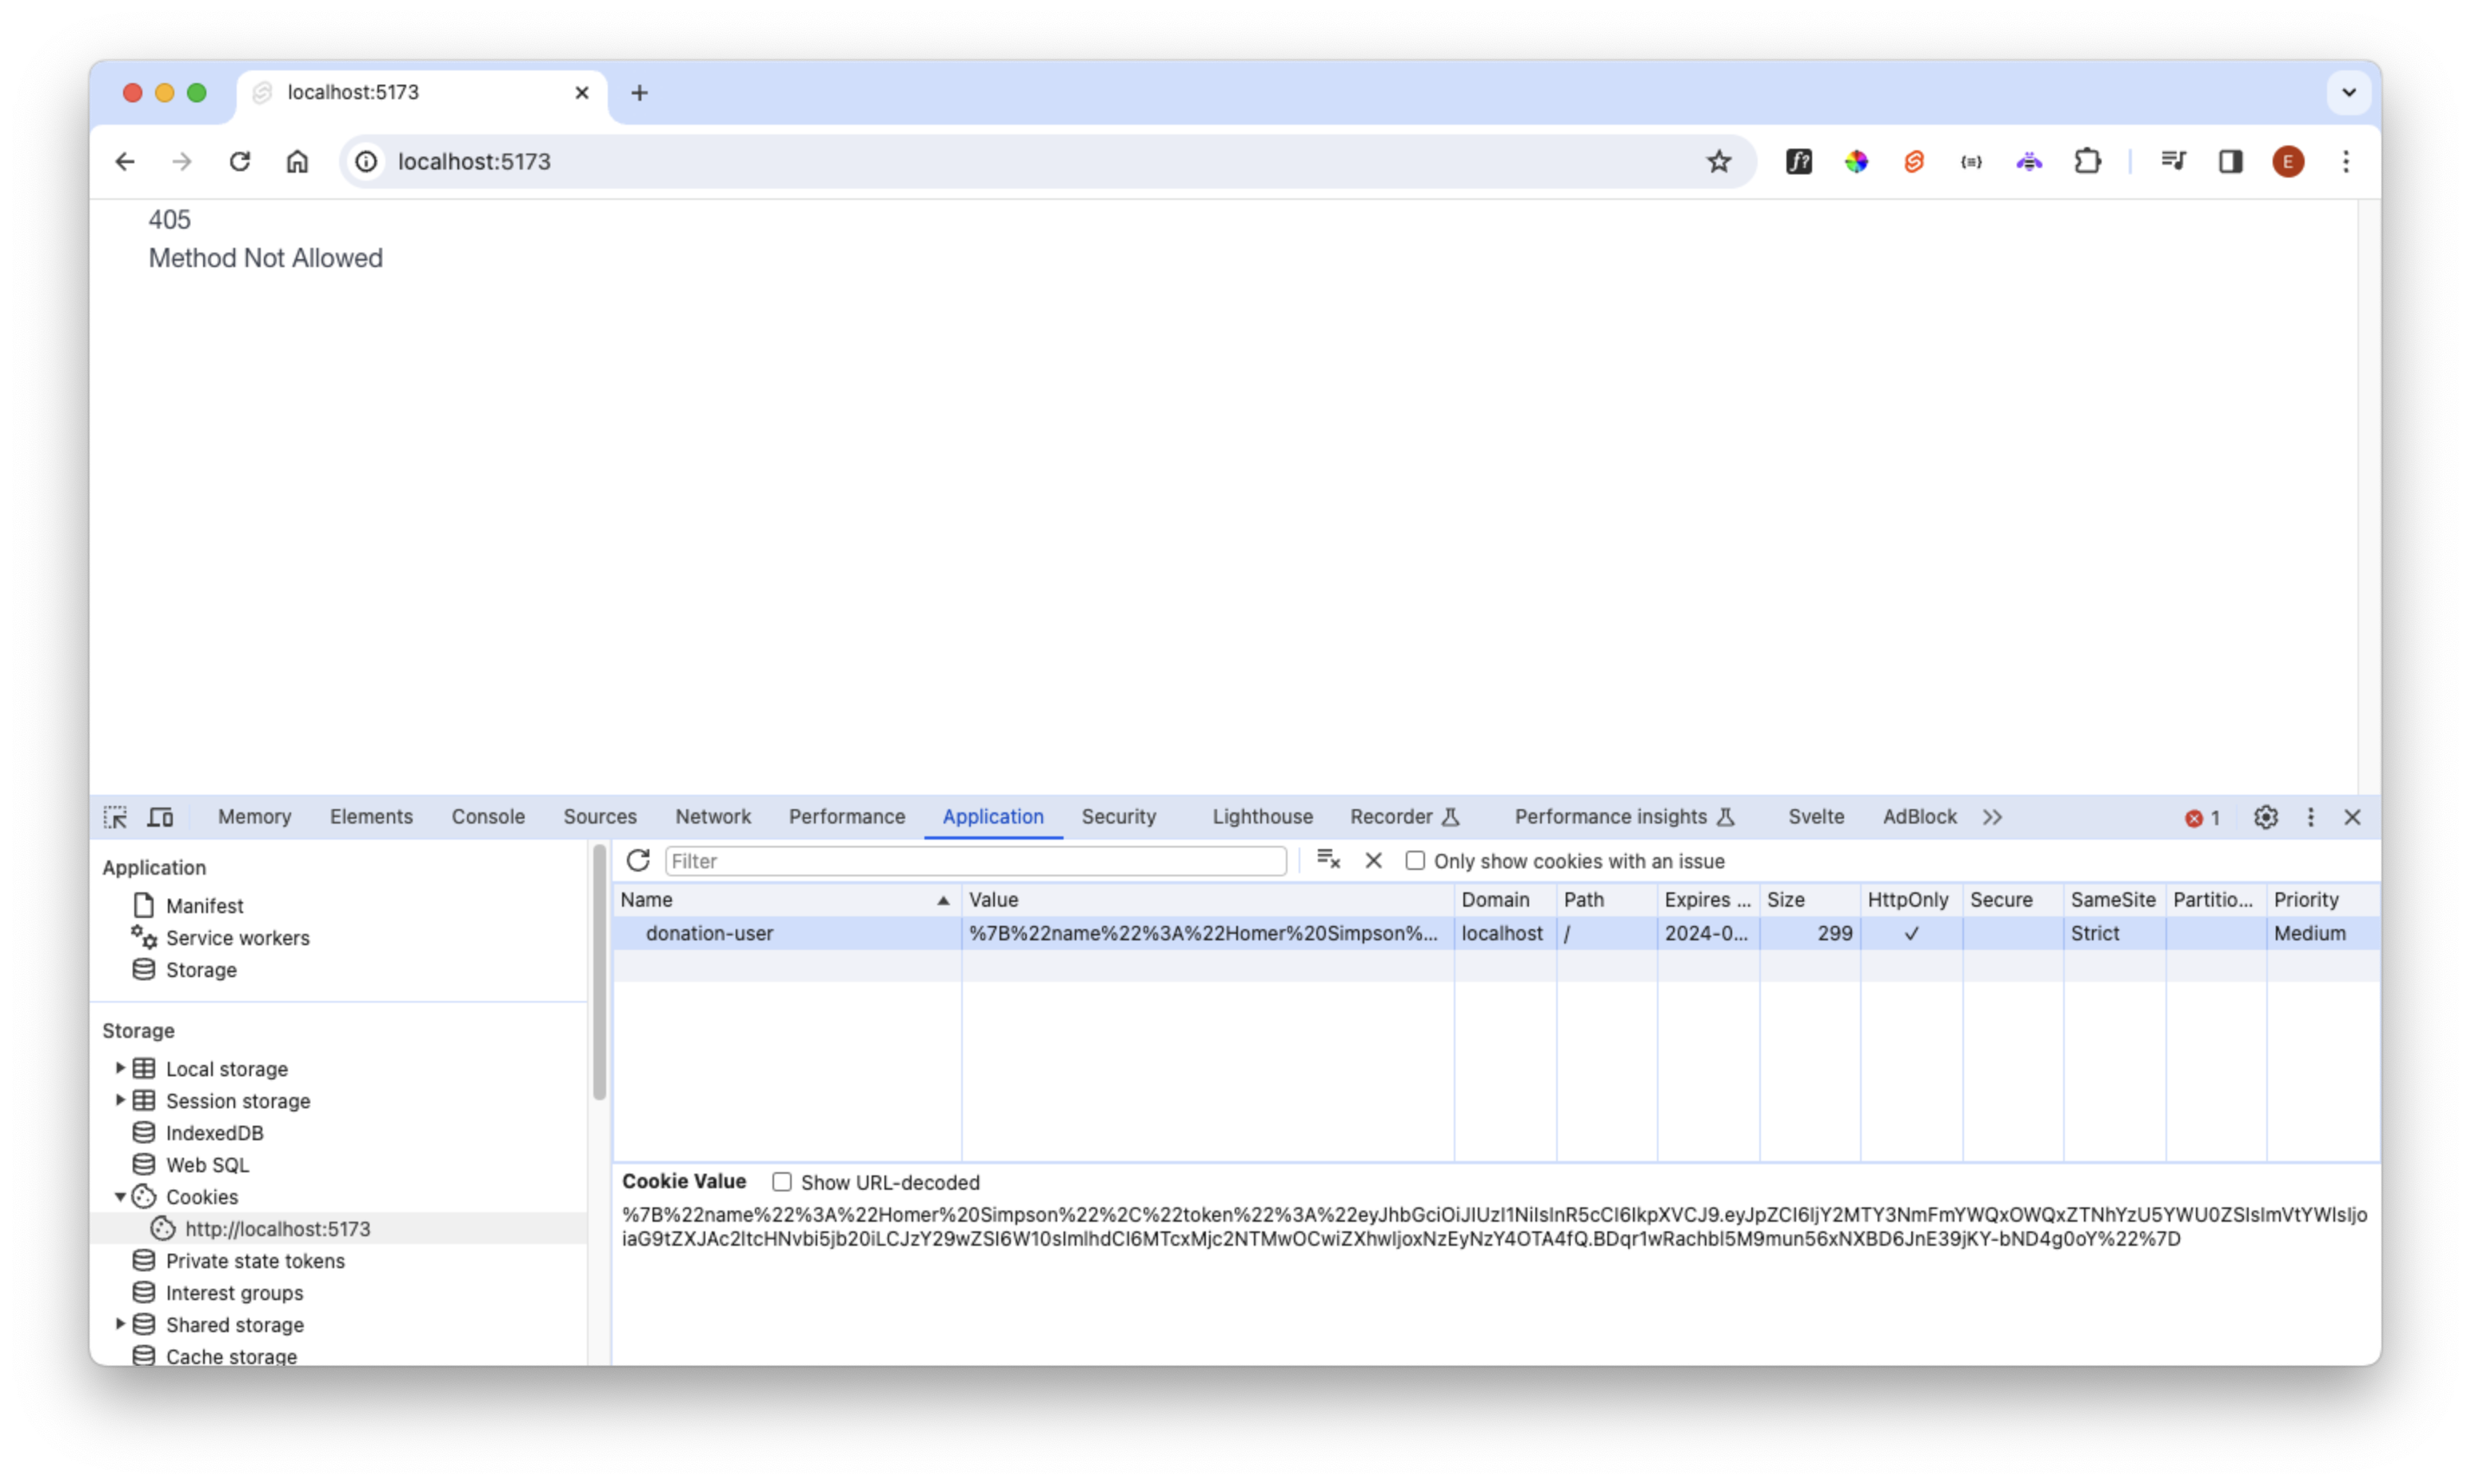 localhost:5173
localhost:5173
E
405
Method Not Allowed
Memory Elements Console Sources Network Performance Application Security Lighthouse Recorder Performance insights Svelte AdBlock 1
Application
Manifest
Service workers
Storage
Storage
Local storage
Session storage
IndexedDB
Web SQL
Cookies
http://localhost:5173
Private state tokens
Interest groups
Shared storage
Cache storage
Filter Only show cookies with an issue
Name Value Domain Path Expires ... Size HttpOnly Secure SameSite Partitio... Priority
donation-user %7B%22name%22%3A%22Homer%20Simpson%... localhost / 2024-0... 299 ✓ Strict Medium
Cookie Value Show URL-decoded
%7B%22name%22%3A%22Homer%20Simpson%22%2C%22token%22%3A%22eyJhbGciOiJIUzI1NiIsInR5cCI6IkpXVCJ9.eyJpZCI6IjY2MTY3NmFmYWQxOWQxZTNhYzU5YWU0ZSIsImVtYWlsIjo
iaG9tZXJAc2ltcHNvbi5jb20iLCJzY29wZSI6W10sImlhdCI6MTcxMjc2NTMwOCwiZXhwIjoxNzEyNzY4OTA4fQ.BDqr1wRachbl5M9mun56xNXBD6JnE39jKY-bND4g0oY%22%7D